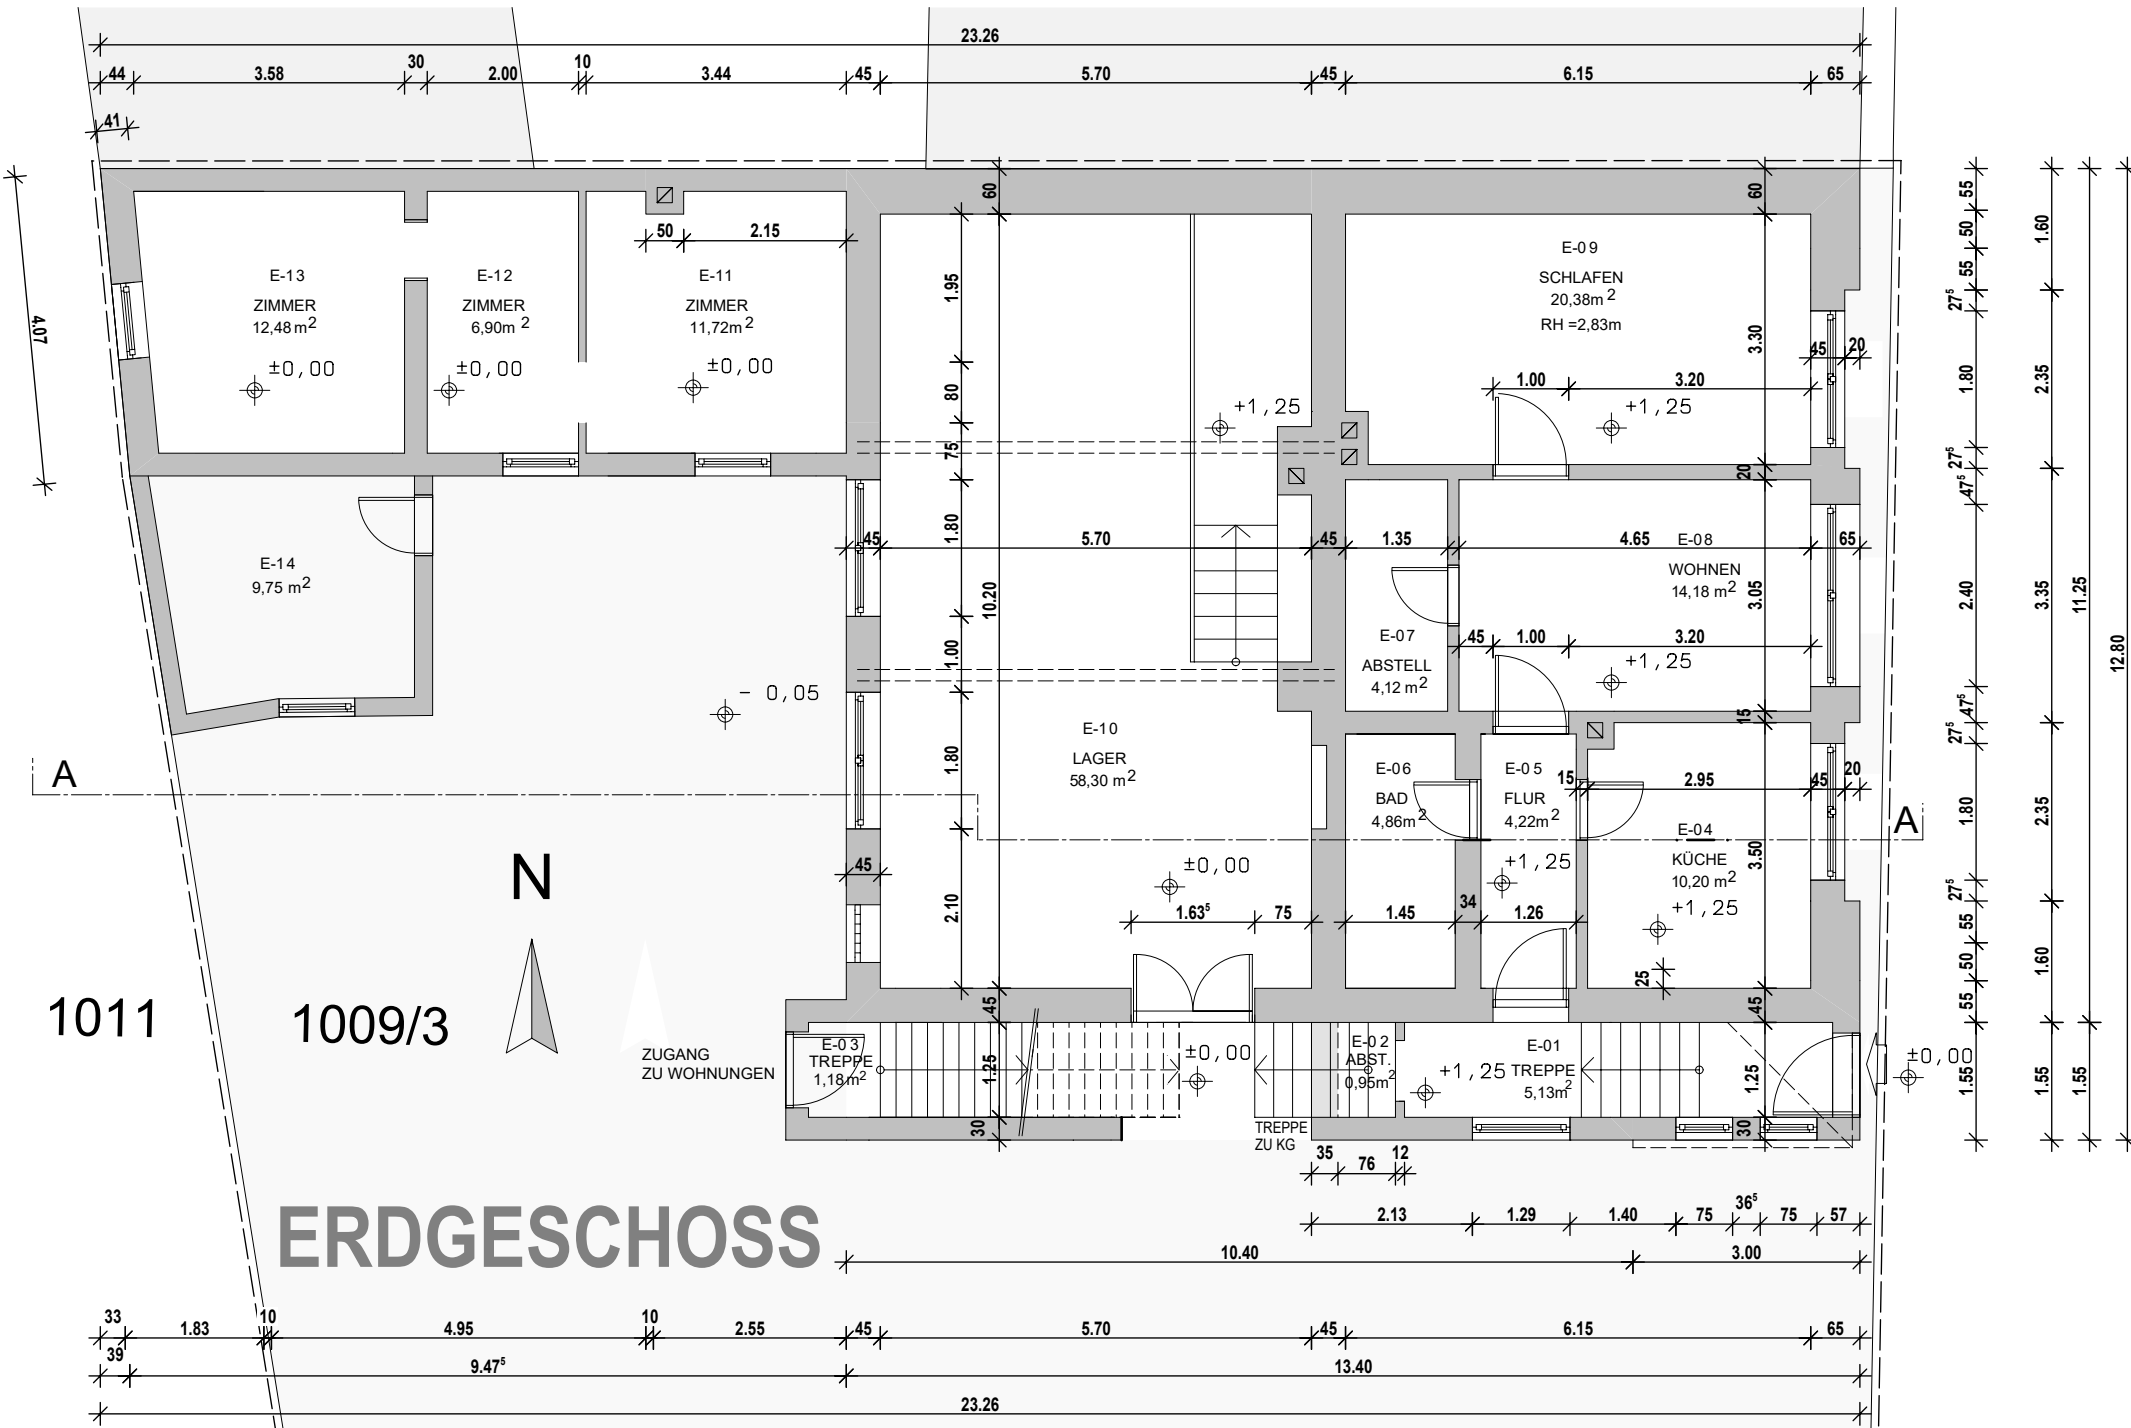 23.26
44 3.58 30 2.00 10 3.44 45 5.70 45 6.15 65
41
4.07
60
60
50 2.15
E-13
ZIMMER
12,48 m²
±0,00
E-12
ZIMMER
6,90m ²
±0,00
E-11
ZIMMER
11,72m²
±0,00
1.95
80
75
1.80
1.00
1.80
2.10
10.20
+1,25
E-09
SCHLAFEN
20,38m ²
RH =2,83m
3.30
45 20
1.00 3.20
+1,25
20
E-14
9,75 m²
45 5.70 45 1.35 4.65 65
E-08
WOHNEN
14,18 m²
3.05
45 1.00 3.20
+1,25
15
E-07
ABSTELL
4,12 m²
- 0,05
E-10
LAGER
58,30 m²
E-06
BAD
4,86m²
E-05
FLUR
4,22m²
+1,25
15 2.95 45 20
E-04
KÜCHE
10,20 m²
+1,25
3.50
25
A
A
45
±0,00
1.63⁵ 75 1.45 34 1.26
N
1011
1009/3
45
45
ZUGANG
ZU WOHNUNGEN
E-03
TREPPE
1,18m²
1.25
30
±0,00
E-02
ABST.
0,95m²
+1,25
E-01
TREPPE
5,13m²
1.25
30
±0,00
TREPPE
ZU KG
35 76 12
2.13 1.29 1.40 75 36⁵ 75 57
10.40 3.00
ERDGESCHOSS
55
50
55
27⁵
1.80
27⁵
47⁵
2.40
47⁵
27⁵
1.80
27⁵
55
50
55
1.55
1.60
2.35
3.35
2.35
1.60
1.55
11.25
1.55
12.80
33 1.83 10 4.95 10 2.55 45 5.70 45 6.15 65
39 9.47⁵ 13.40
23.26